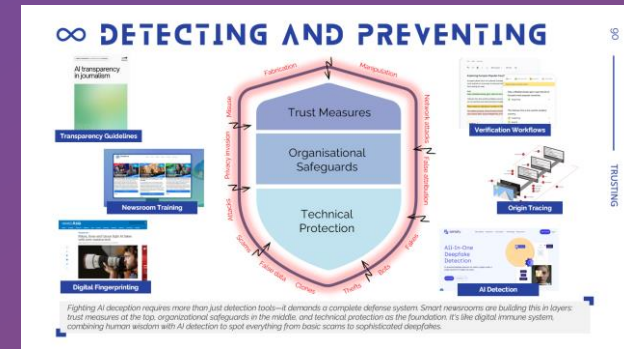 ∞ DETECTING AND PREVENTING
90
TRUSTING
AI transparency
in journalism
Transparency Guidelines
Newsroom Training
Digital Fingerprinting
Fabrication
Manipulation
Misuse
Privacy invasion
Attacks
Scams
False data
Clones
Thefts
Bots
Fakes
False attribution
Network attacks
Trust Measures
Organisational
Safeguards
Technical
Protection
Verification Workflows
Origin Tracing
All-In-One
Deepfake
Detection
AI Detection
Fighting AI deception requires more than just detection tools—it demands a complete defense system. Smart newsrooms are building this in layers:
trust measures at the top, organizational safeguards in the middle, and technical protection as the foundation. It's like digital immune system,
combining human wisdom with AI detection to spot everything from basic scams to sophisticated deepfakes.